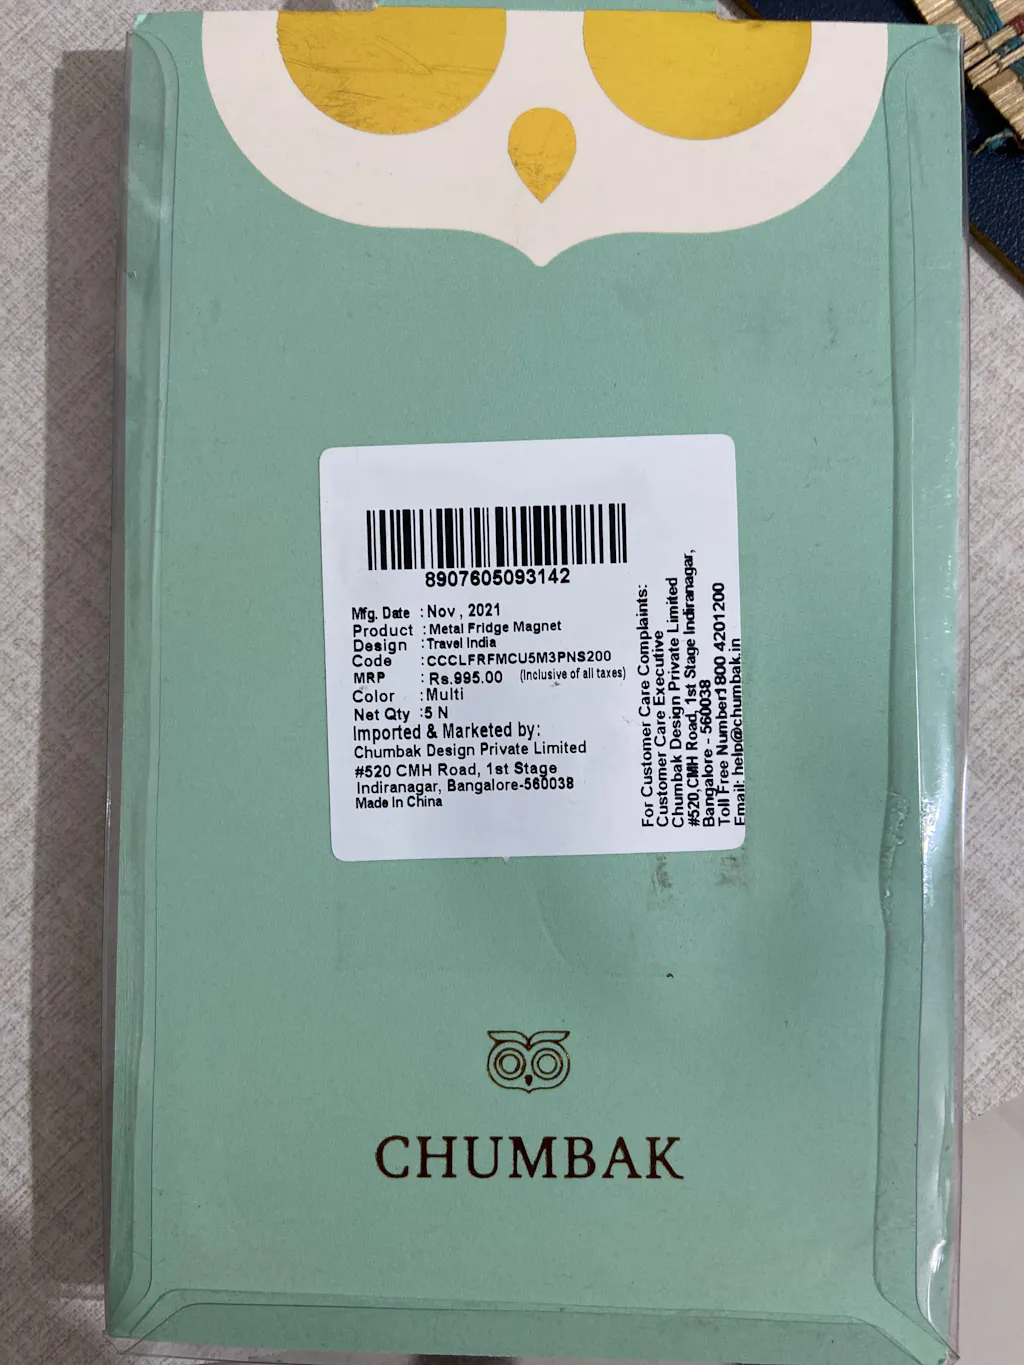 8907605093142
Mfg. Date : Nov , 2021
Product : Metal Fridge Magnet
Design : Travel India
Code : CCCLFRFMCU5M3PNS200
MRP : Rs.995.00 (Inclusive of all taxes)
Color : Multi
Net Qty :5 N
Imported & Marketed by:
Chumbak Design Private Limited
#520 CMH Road, 1st Stage
Indiranagar, Bangalore-560038
Made In China
For Customer Care Complaints:
Customer Care Executive
Chumbak Design Private Limited
#520,CMH Road, 1st Stage Indiranagar,
Bangalore - 560038
Toll Free Number1800 4201200
Email: help@chumbak.in
CHUMBAK